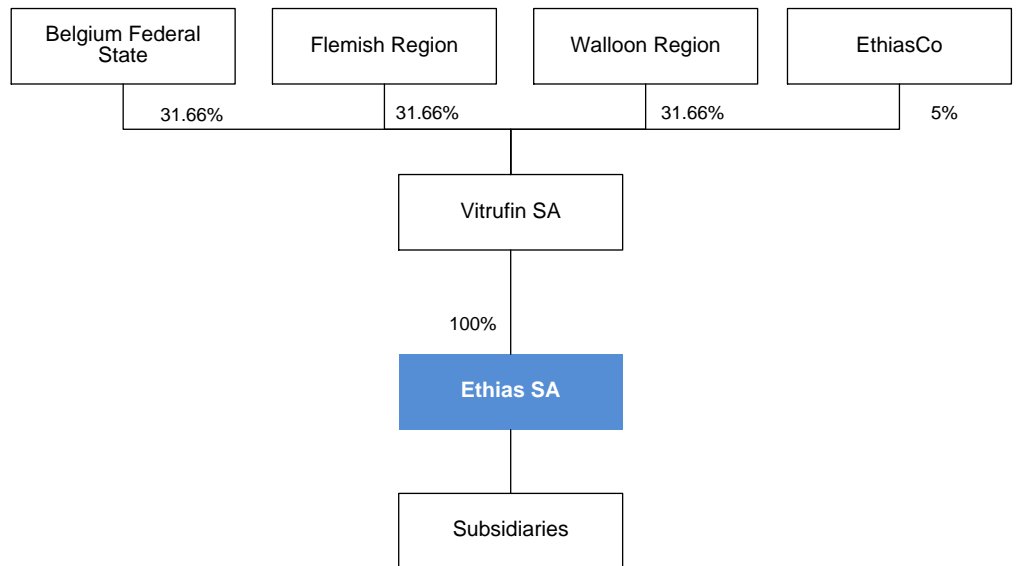 Belgium Federal
State
Flemish Region
Walloon Region
EthiasCo
31.66%
31.66%
31.66%
5%
Vitrufin SA
100%
Ethias SA
Subsidiaries